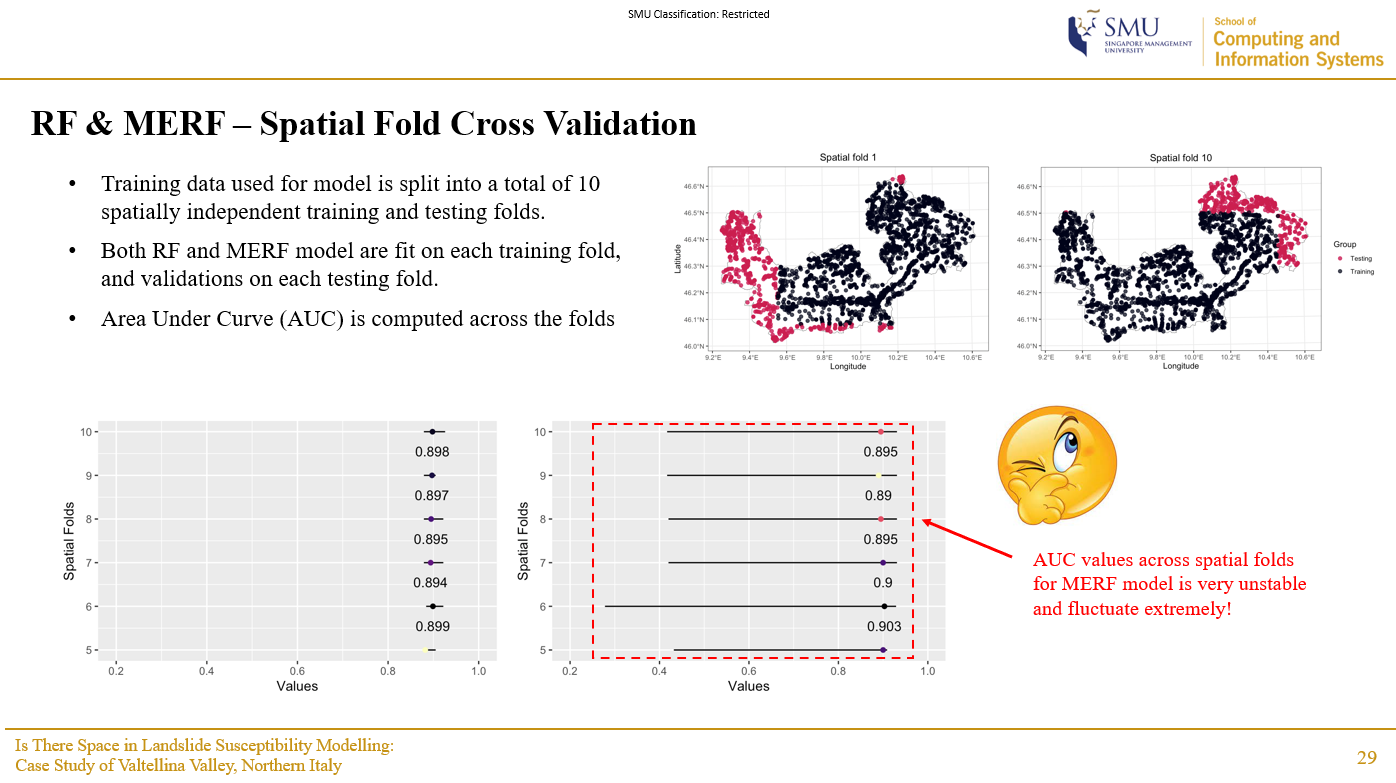 SMU Classification: Restricted
SMU
SINGAPORE MANAGEMENT
UNIVERSITY
School of
Computing and
Information Systems
RF & MERF – Spatial Fold Cross Validation
• Training data used for model is split into a total of 10
spatially independent training and testing folds.
• Both RF and MERF model are fit on each training fold,
and validations on each testing fold.
• Area Under Curve (AUC) is computed across the folds
Spatial fold 1
46.6°N
46.5°N
46.4°N
46.3°N
46.2°N
46.1°N
46.0°N
Latitude
9.2°E 9.4°E 9.6°E 9.8°E 10.0°E 10.2°E 10.4°E 10.6°E
Longitude
Spatial fold 10
46.6°N
46.5°N
46.4°N
46.3°N
46.2°N
46.1°N
46.0°N
9.2°E 9.4°E 9.6°E 9.8°E 10.0°E 10.2°E 10.4°E 10.6°E
Longitude
Group
Testing
Training
Spatial Folds
10
0.898
9
0.897
8
0.895
7
0.894
6
0.899
5
0.2 0.4 0.6 0.8 1.0
Values
Spatial Folds
10
0.895
9
0.89
8
0.895
7
0.9
6
0.903
5
0.2 0.4 0.6 0.8 1.0
Values
AUC values across spatial folds
for MERF model is very unstable
and fluctuate extremely!
Is There Space in Landslide Susceptibility Modelling:
Case Study of Valtellina Valley, Northern Italy
29